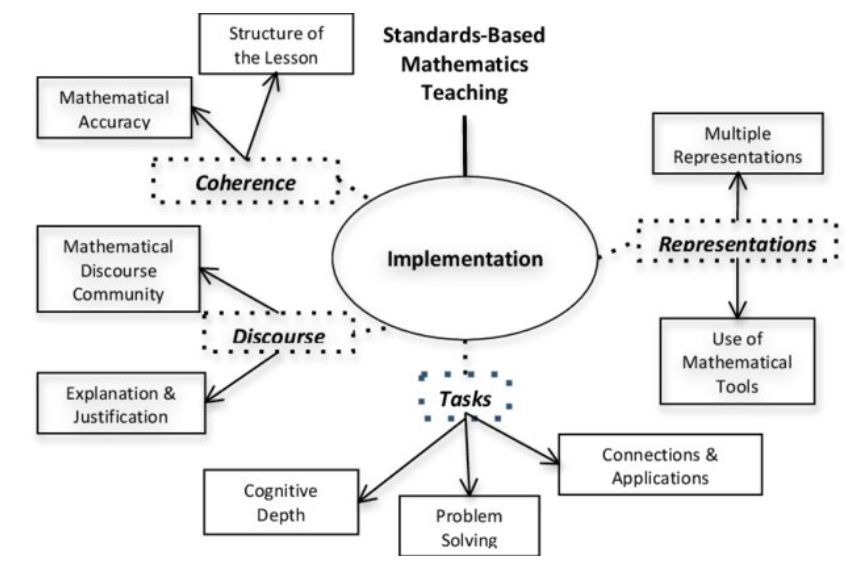 Standards-Based
Mathematics
Teaching
Structure of
the Lesson
Mathematical
Accuracy
Coherence
Multiple
Representations
Representations
Implementation
Mathematical
Discourse
Community
Discourse
Use of
Mathematical
Tools
Explanation &
Justification
Tasks
Connections &
Applications
Cognitive
Depth
Problem
Solving